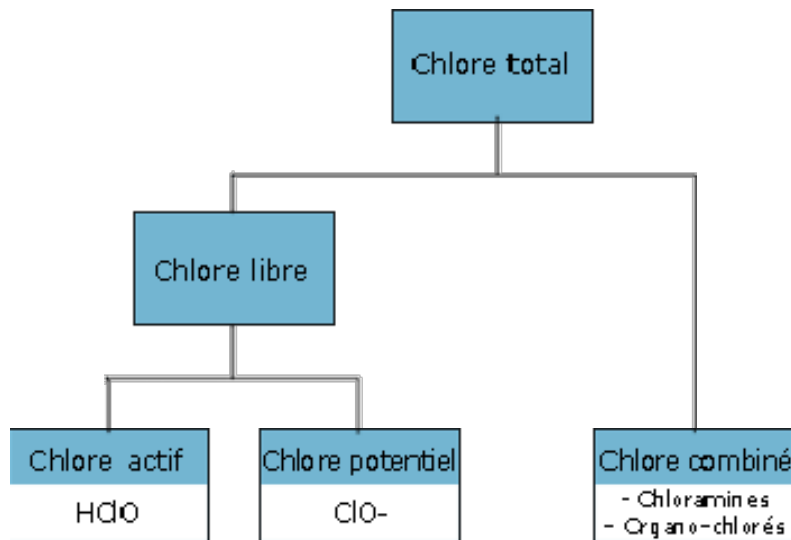 Chlore total
Chlore libre
Chlore actif
HClO
Chlore potentiel
ClO-
Chlore combiné
- Chloramines
- Organo-chlorés